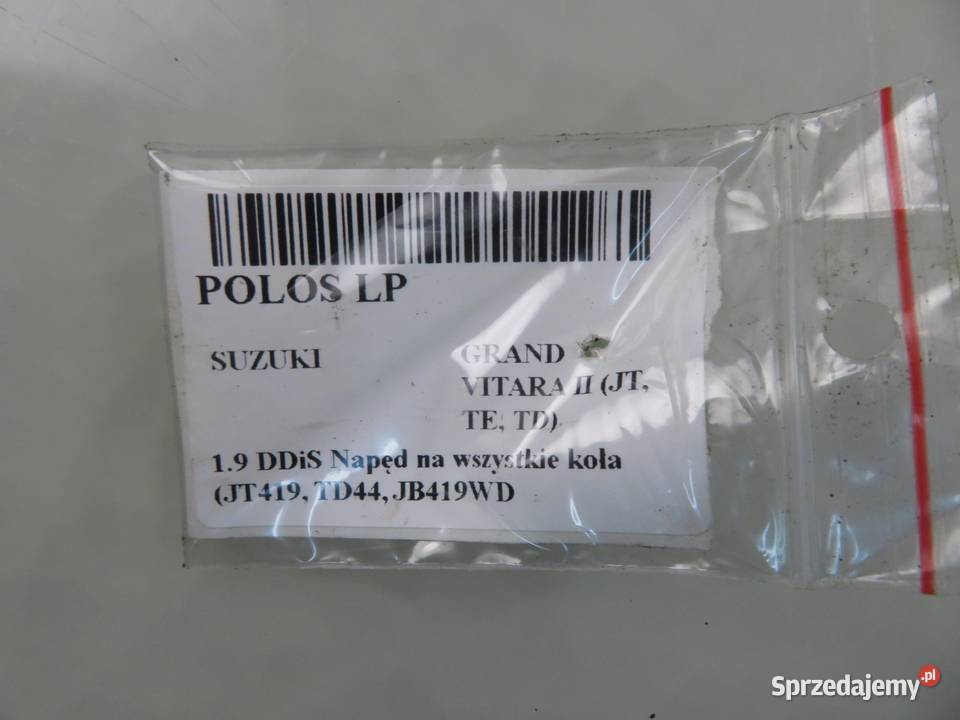 POLOS LP
SUZUKI
GRAND
VITARA II (JT,
TE, TD)
1.9 DDiS Napęd na wszystkie koła
(JT419, TD44, JB419WD
Sprzedajemy.pl